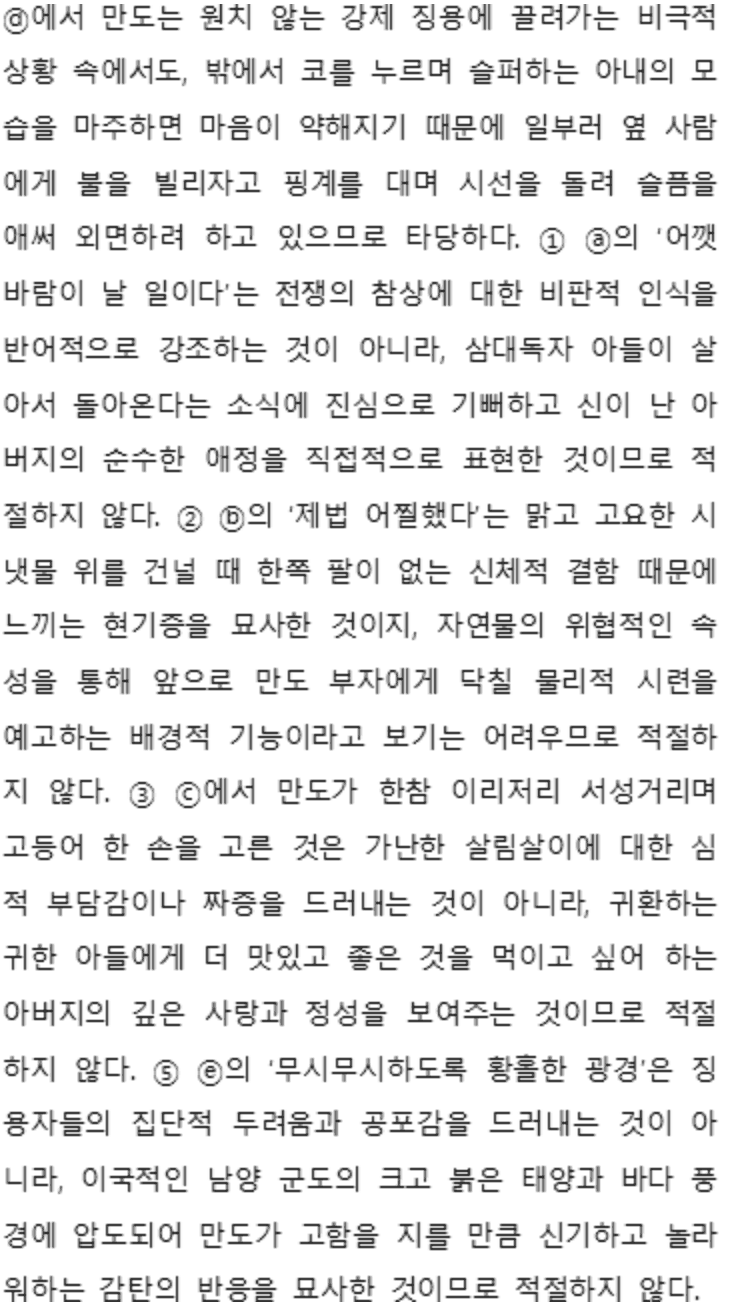 ⓓ에서 만도는 원치 않는 강제 징용에 끌려가는 비극적
상황 속에서도, 밖에서 코를 누르며 슬퍼하는 아내의 모
습을 마주하면 마음이 약해지기 때문에 일부러 옆 사람
에게 불을 빌리자고 핑계를 대며 시선을 돌려 슬픔을
애써 외면하려 하고 있으므로 타당하다. ① ⓐ의 '어깻
바람이 날 일이다'는 전쟁의 참상에 대한 비판적 인식을
반어적으로 강조하는 것이 아니라, 삼대독자 아들이 살
아서 돌아온다는 소식에 진심으로 기뻐하고 신이 난 아
버지의 순수한 애정을 직접적으로 표현한 것이므로 적
절하지 않다. ② ⓑ의 '제법 어찔했다'는 맑고 고요한 시
냇물 위를 건널 때 한쪽 팔이 없는 신체적 결함 때문에
느끼는 현기증을 묘사한 것이지, 자연물의 위협적인 속
성을 통해 앞으로 만도 부자에게 닥칠 물리적 시련을
예고하는 배경적 기능이라고 보기는 어려우므로 적절하
지 않다. ③ ⓒ에서 만도가 한참 이리저리 서성거리며
고등어 한 손을 고른 것은 가난한 살림살이에 대한 심
적 부담감이나 짜증을 드러내는 것이 아니라, 귀환하는
귀한 아들에게 더 맛있고 좋은 것을 먹이고 싶어 하는
아버지의 깊은 사랑과 정성을 보여주는 것이므로 적절
하지 않다. ⑤ ⓔ의 '무시무시하도록 황홀한 광경'은 징
용자들의 집단적 두려움과 공포감을 드러내는 것이 아
니라, 이국적인 남양 군도의 크고 붉은 태양과 바다 풍
경에 압도되어 만도가 고함을 지를 만큼 신기하고 놀라
워하는 감탄의 반응을 묘사한 것이므로 적절하지 않다.